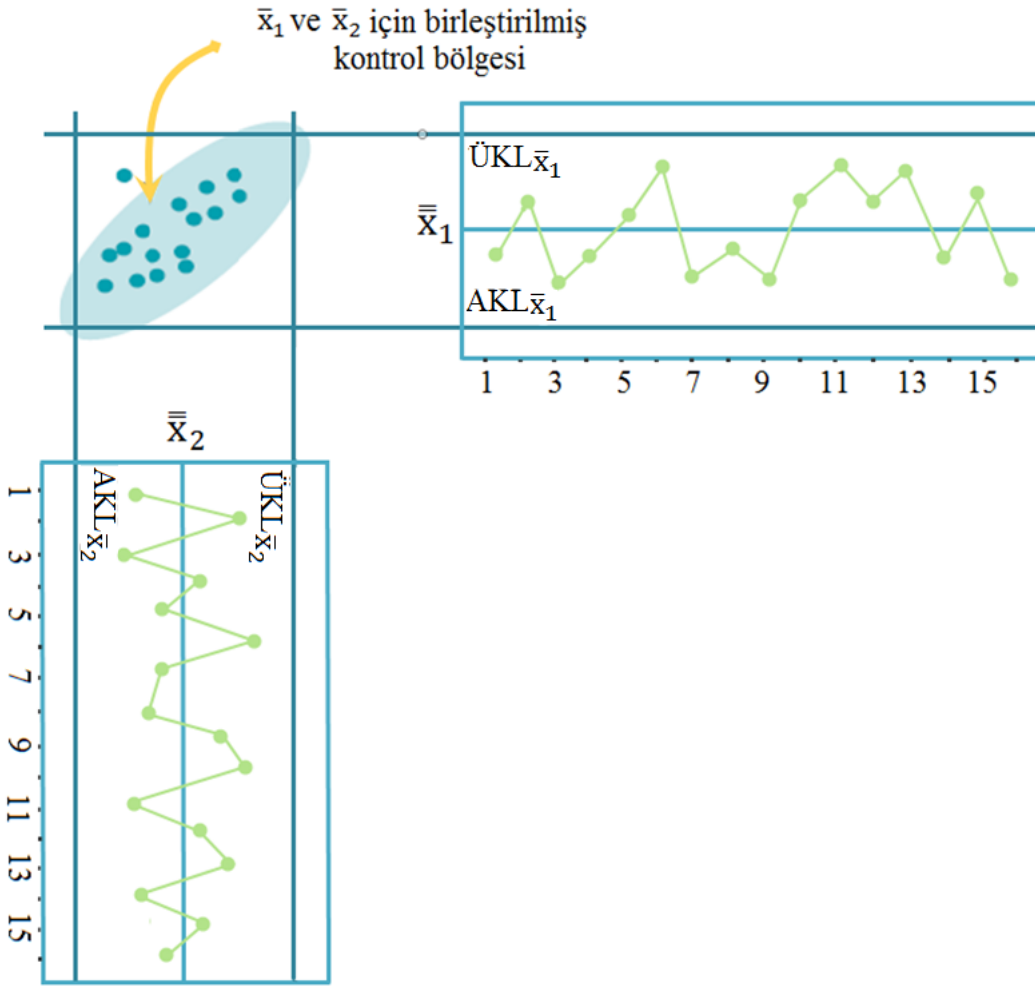 x̄₁ ve x̄₂ için birleştirilmiş
kontrol bölgesi
ÜKLx̄₁
x̿₁
AKLx̄₁
1 3 5 7 9 11 13 15
x̿₂
AKLx̄₂
ÜKLx̄₂
1
3
5
7
9
11
13
15